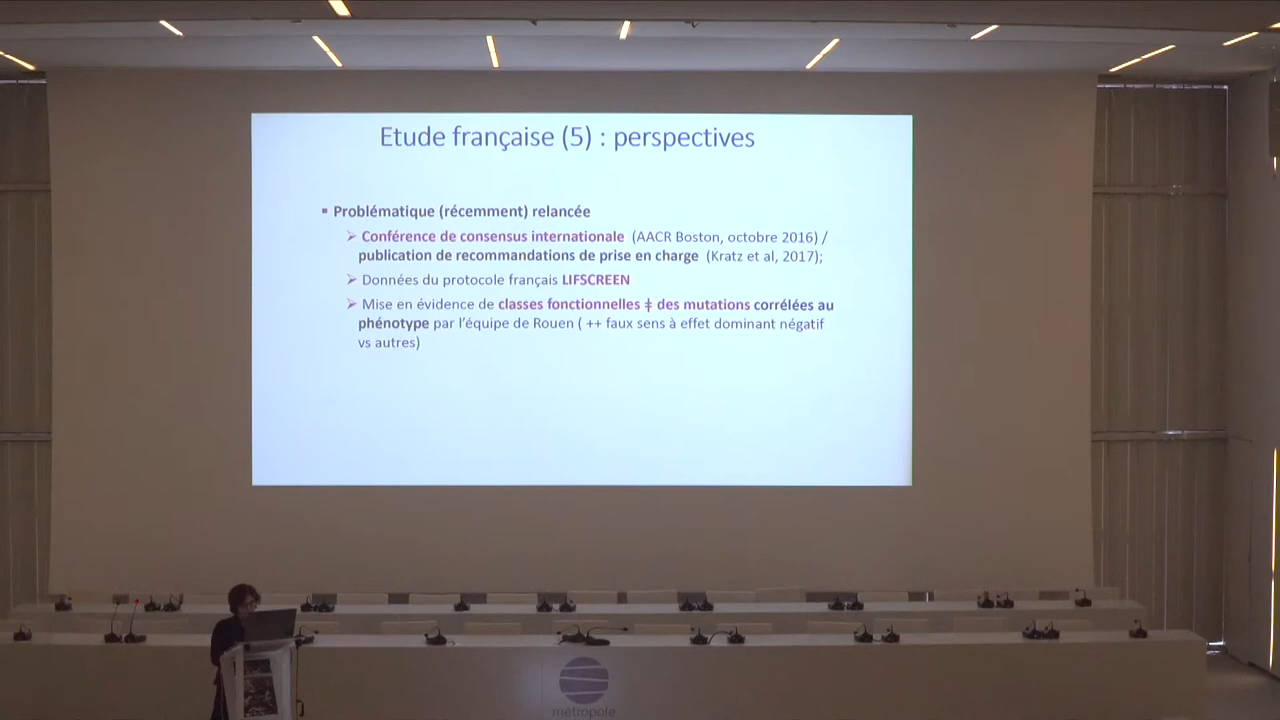 Etude française (5) : perspectives
▪ Problématique (récemment) relancée
➢ Conférence de consensus internationale (AACR Boston, octobre 2016) /
publication de recommandations de prise en charge (Kratz et al, 2017);
➢ Données du protocole français LIFSCREEN
➢ Mise en évidence de classes fonctionnelles ǂ des mutations corrélées au
phénotype par l'équipe de Rouen ( ++ faux sens à effet dominant négatif
vs autres)
métropole